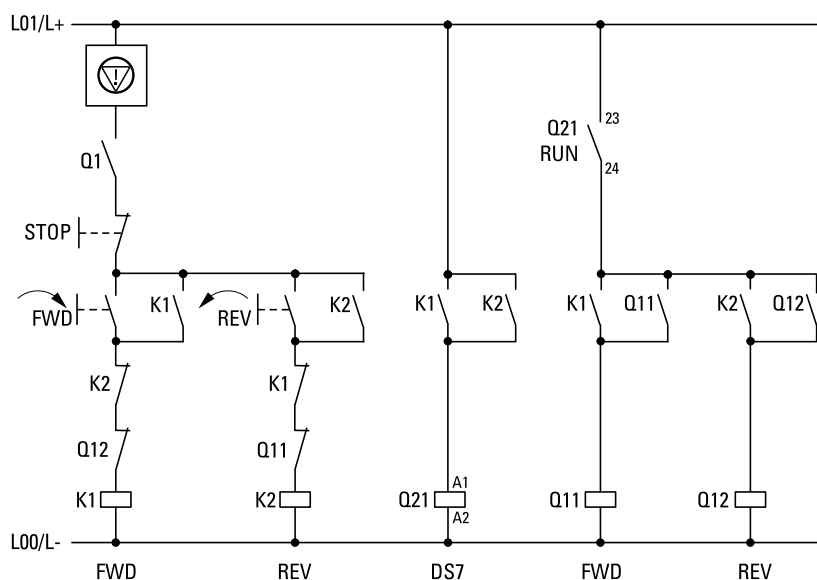 L01/L+
!
Q1
Q21
RUN
23
24
STOP
FWD
K1
REV
K2
K1
K2
K1
Q11
K2
Q12
K2
K1
Q12
Q11
K1
K2
Q21
A1
A2
Q11
Q12
L00/L-
FWD
REV
DS7
FWD
REV